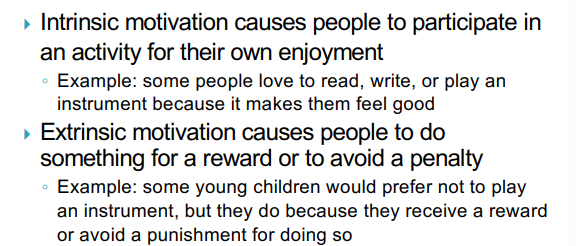 Intrinsic motivation causes people to participate in
an activity for their own enjoyment
Example: some people love to read, write, or play an
instrument because it makes them feel good
Extrinsic motivation causes people to do
something for a reward or to avoid a penalty
Example: some young children would prefer not to play
an instrument, but they do because they receive a reward
or avoid a punishment for doing so